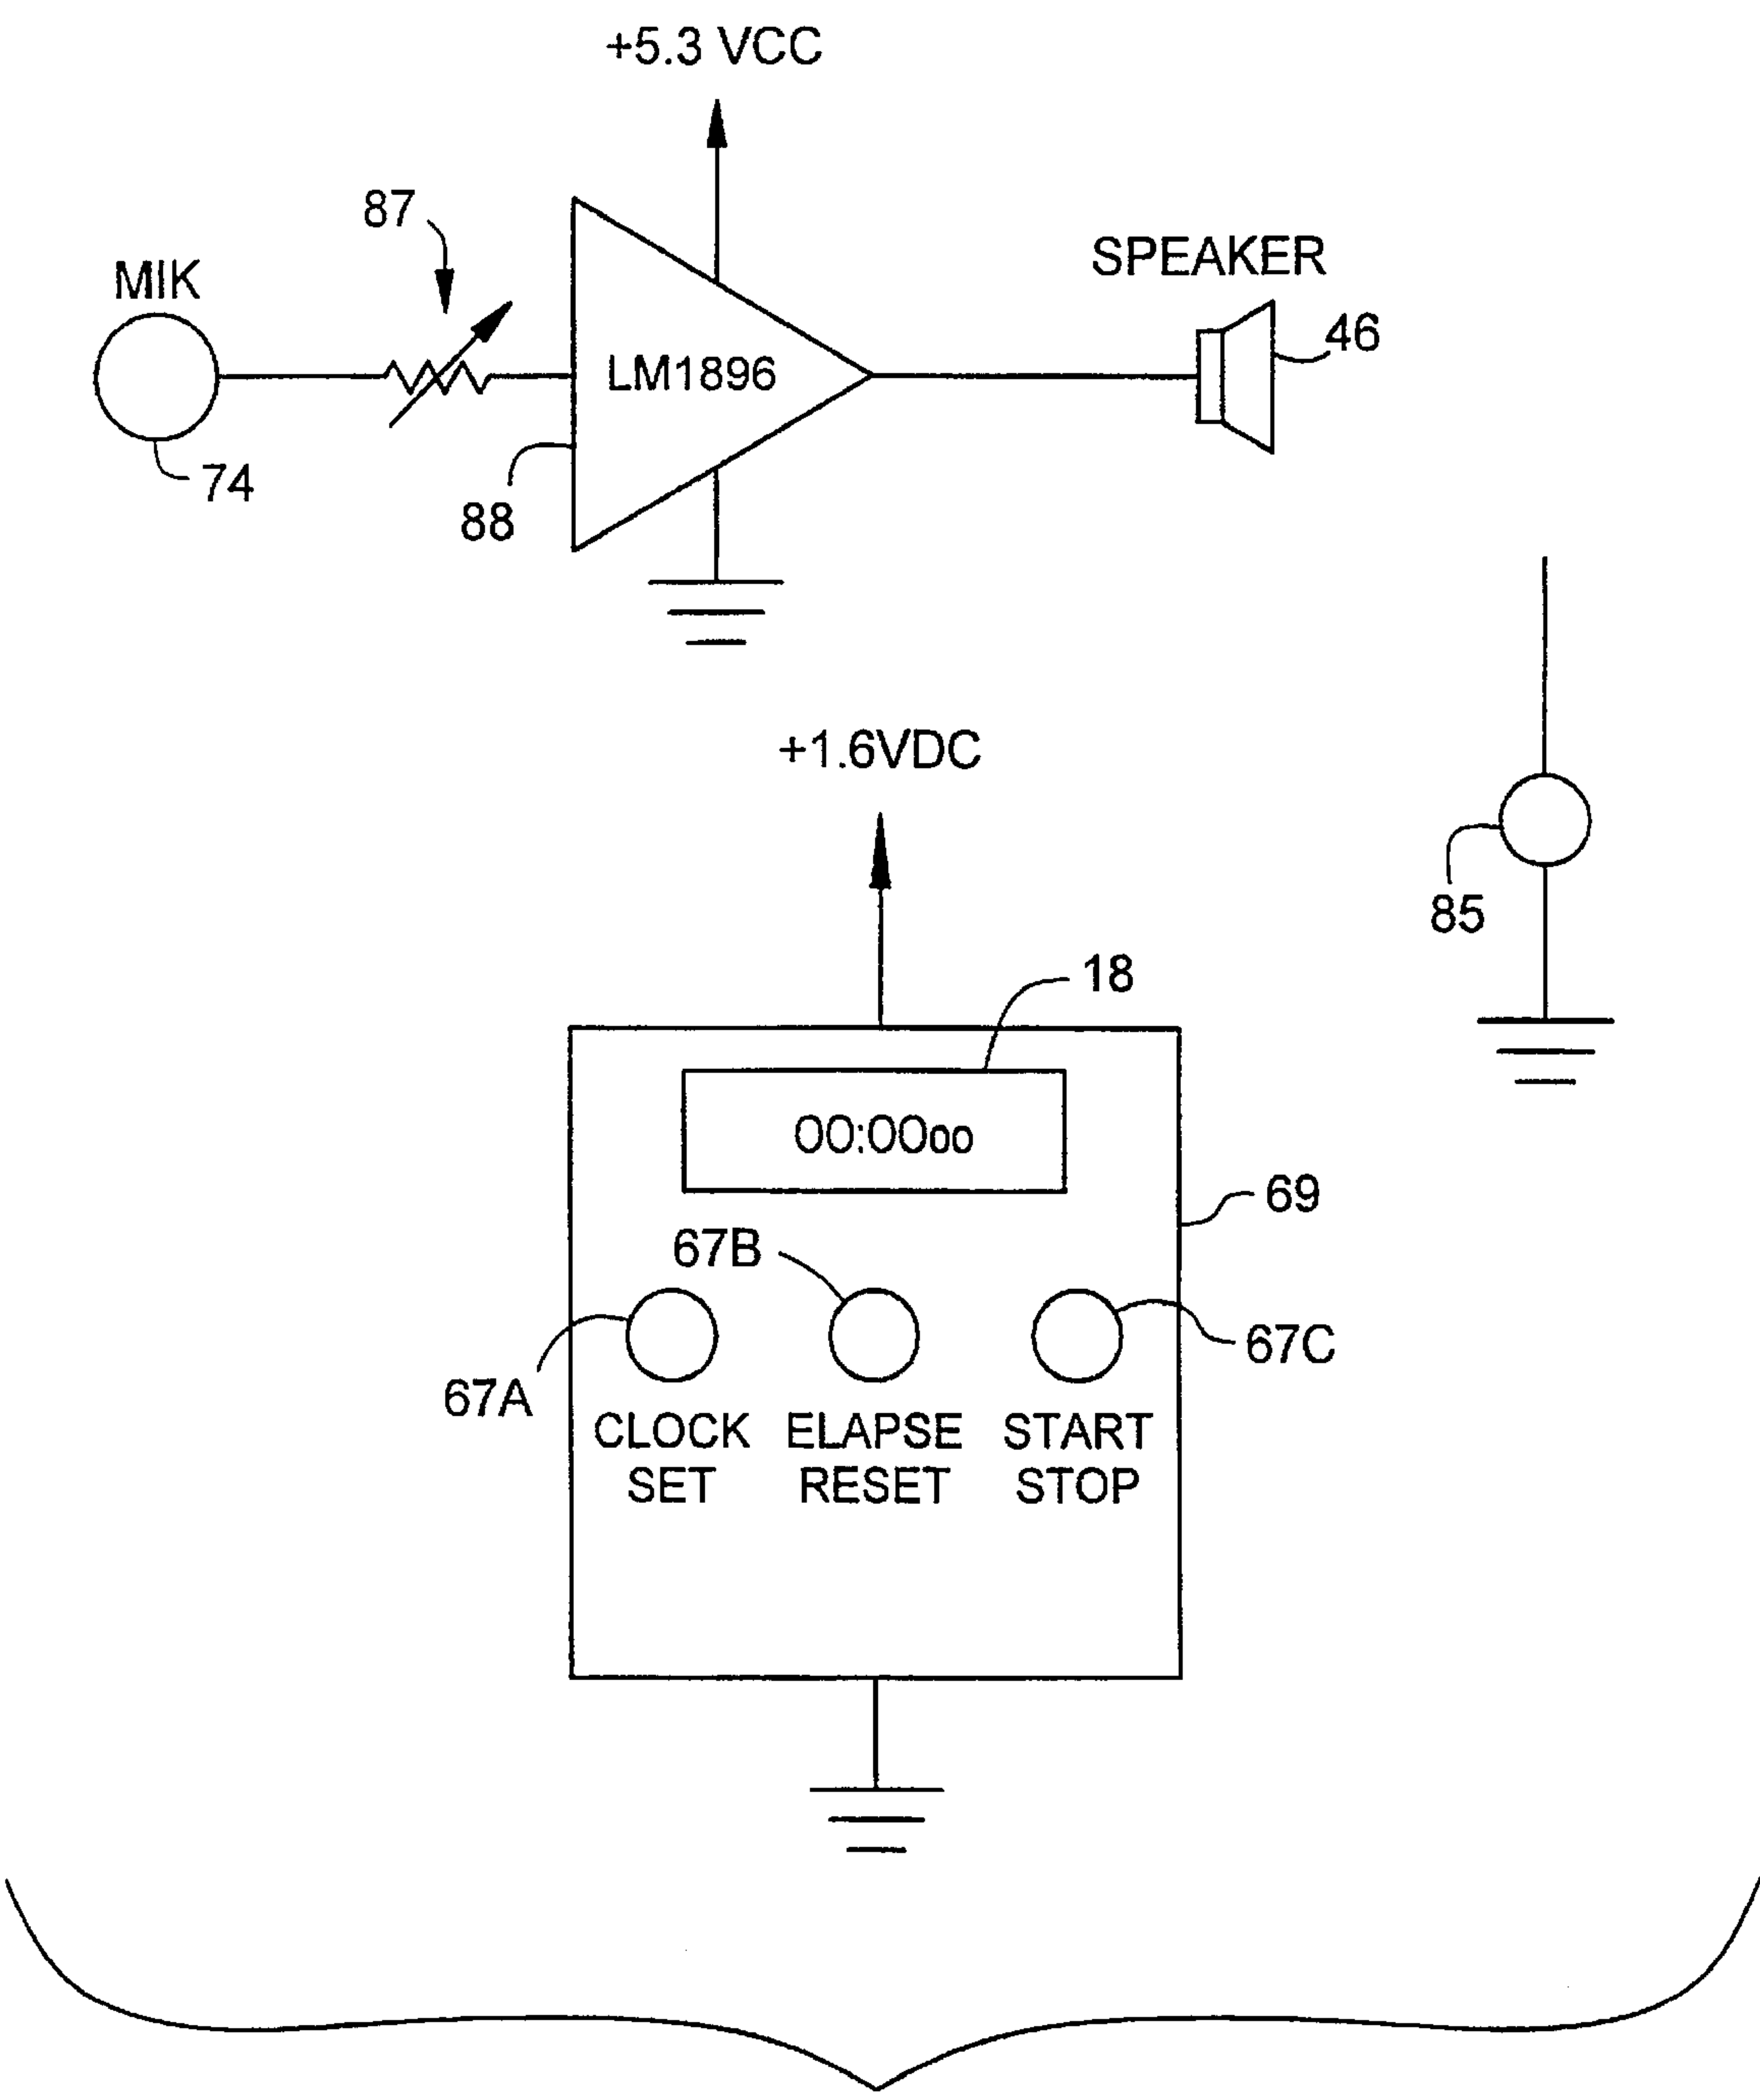 +5.3 VCC
87
MIK
SPEAKER
46
LM1896
74
88
+1.6VDC
85
18
00:0000
69
67B
67A
67C
CLOCK SET
ELAPSE RESET
START STOP